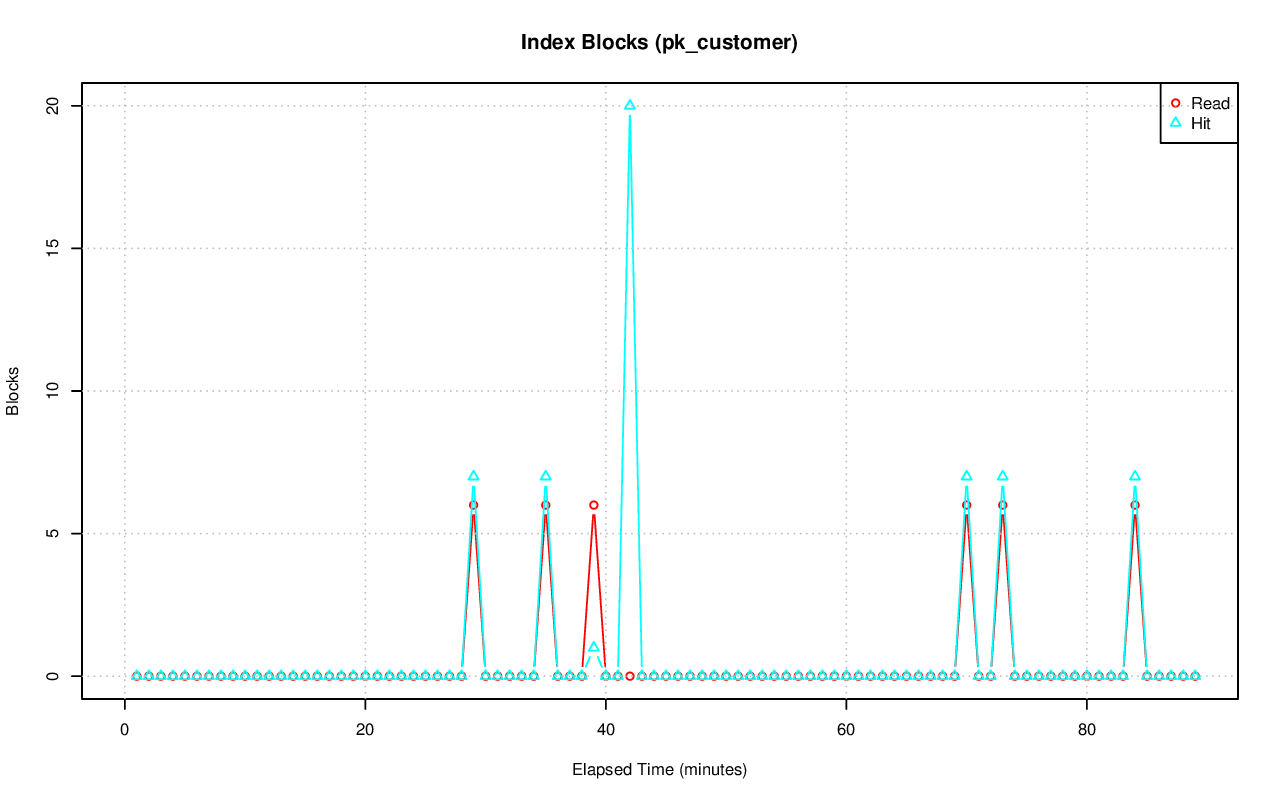 Index Blocks (pk_customer)
Read
Hit
20
15
10
5
0
Blocks
0 20 40 60 80
Elapsed Time (minutes)